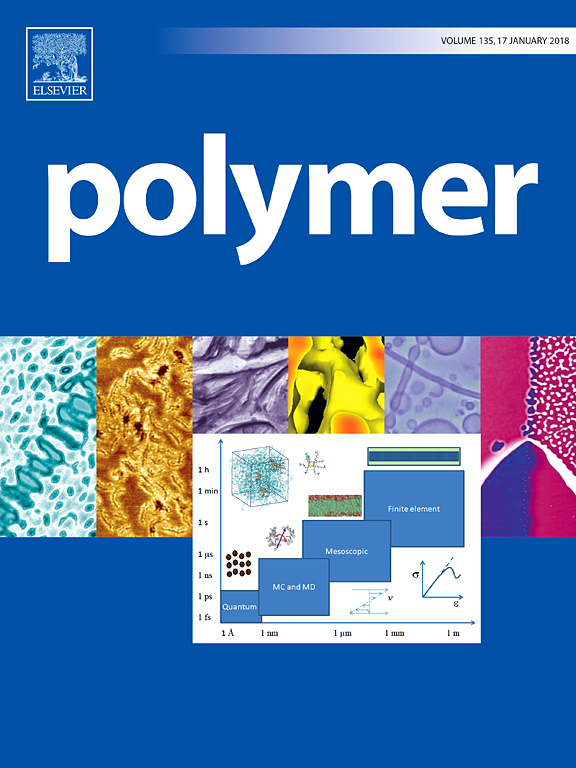 VOLUME 135, 17 JANUARY 2018
ELSEVIER
polymer
1 h
1 min
1 s
1 μs
1 ns
1 ps
1 fs
Finite element
Mesoscopic
MC and MD
Quantum
σ
ε
v
1 Å 1 nm 1 μm 1 mm 1 m